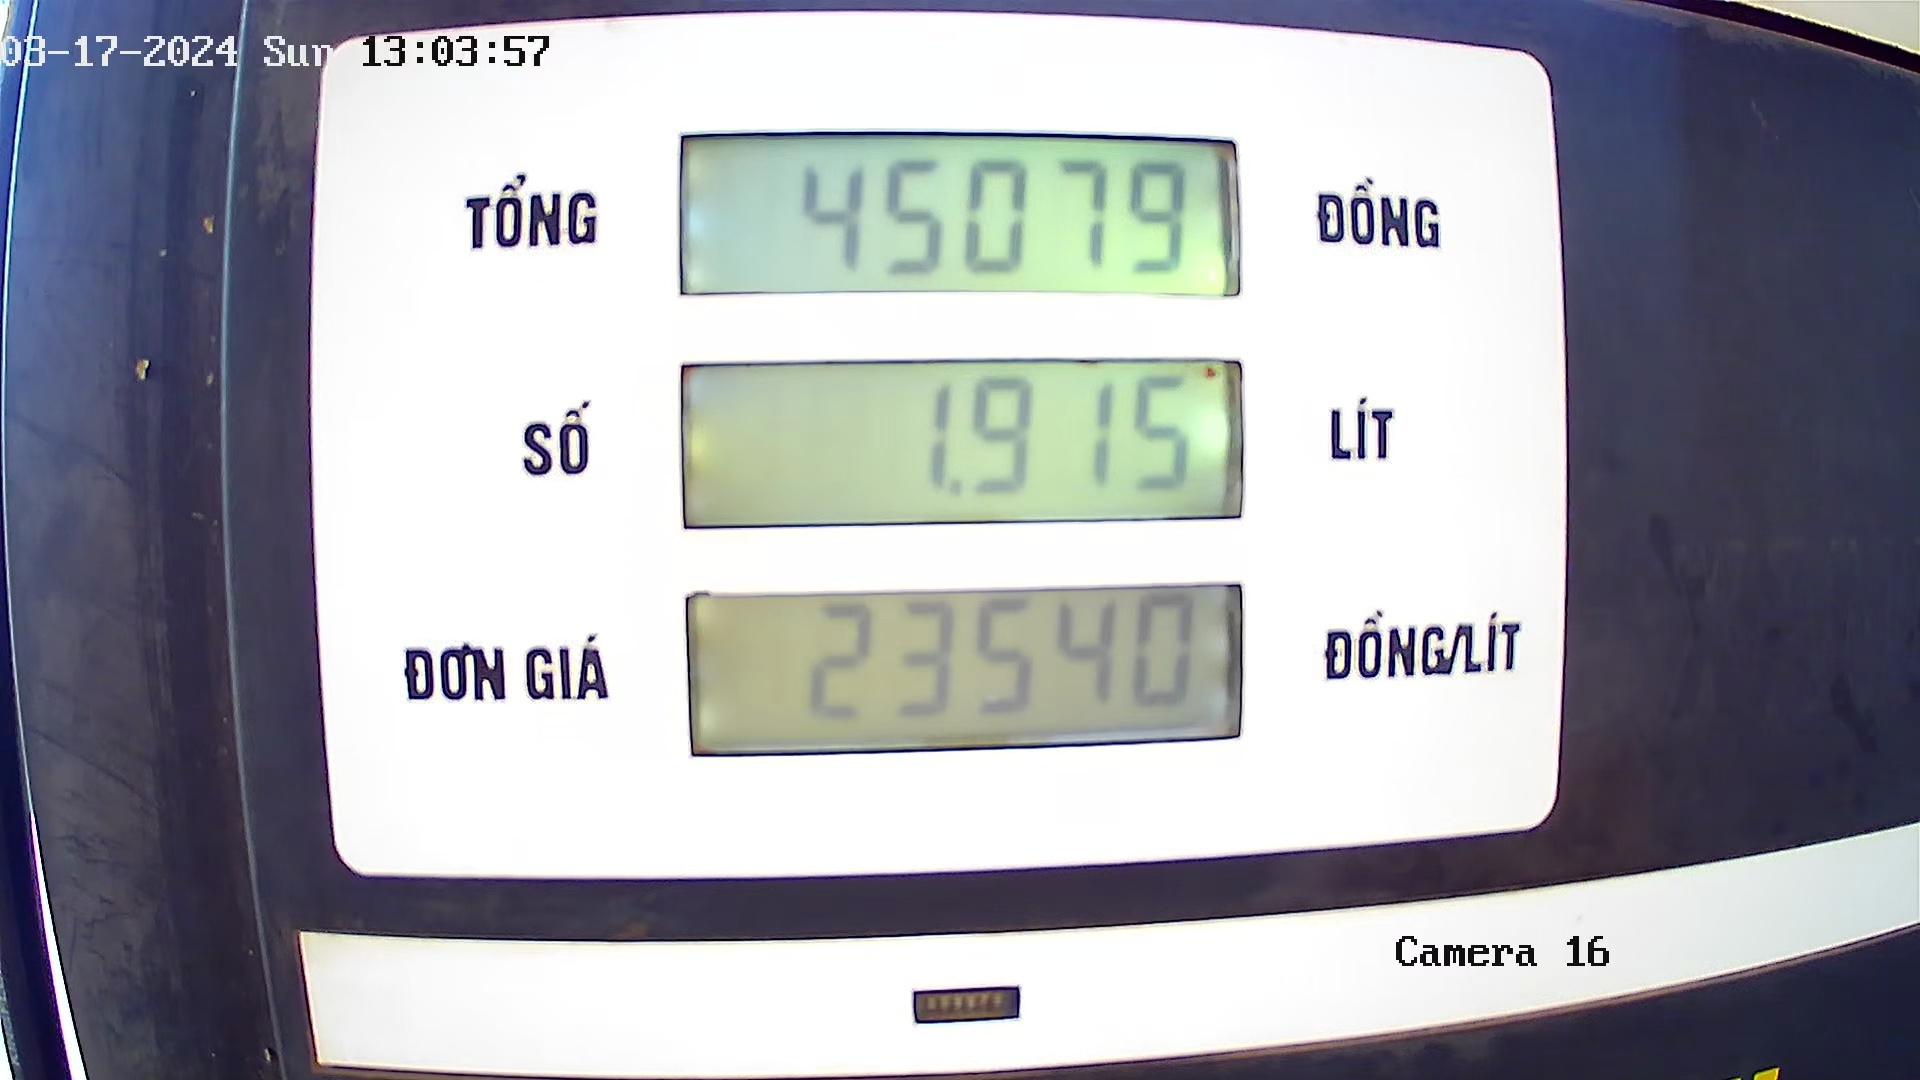 03-17-2024 Sun 13:03:57
TỔNG 45079 ĐỒNG
SỐ 1.915 LÍT
ĐƠN GIÁ 23540 ĐỒNG/LÍT
Camera 16